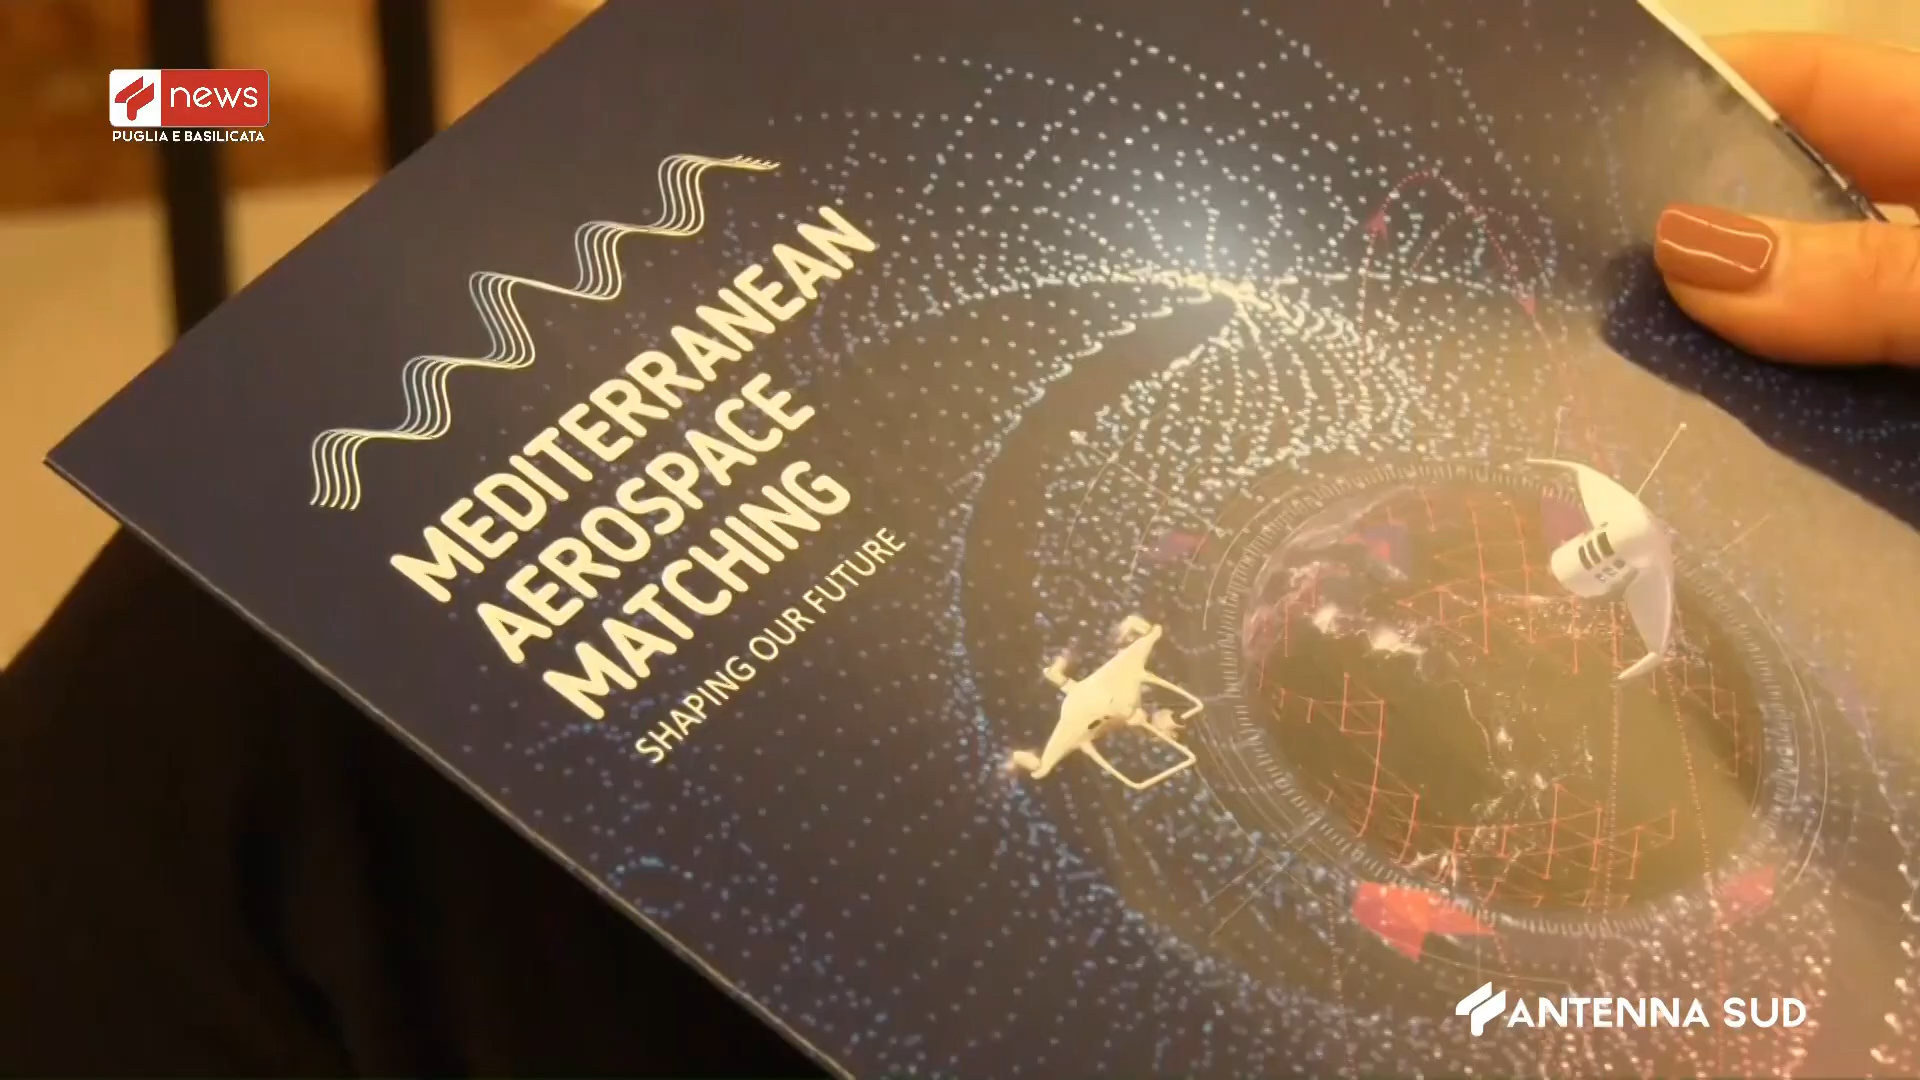 news
PUGLIA E BASILICATA
MEDITERRANEAN
AEROSPACE
MATCHING
SHAPING OUR FUTURE
ANTENNA SUD